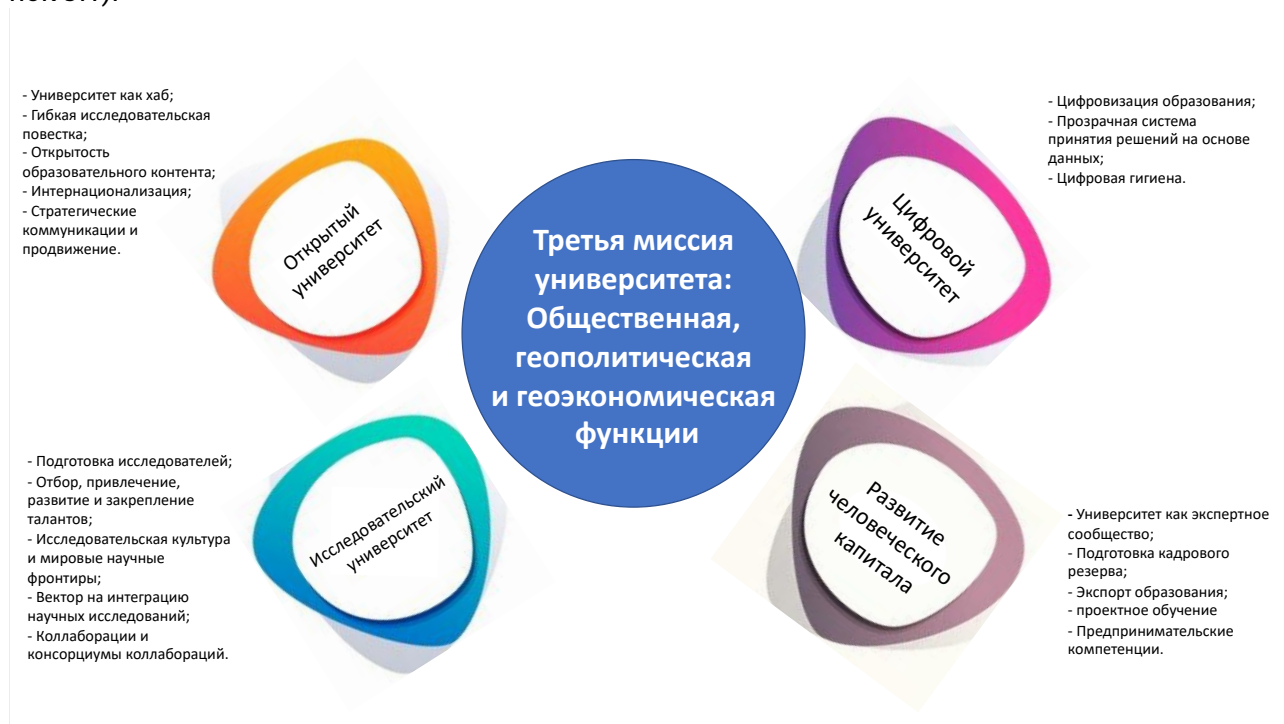 - Университет как хаб;
- Гибкая исследовательская
повестка;
- Открытость
образовательного контента;
- Интернационализация;
- Стратегические
коммуникации и
продвижение.
Открытый
университет
Третья миссия
университета:
Общественная,
геополитическая
и геоэкономическая
функции
Цифровой
университет
- Цифровизация образования;
- Прозрачная система
принятия решений на основе
данных;
- Цифровая гигиена.
- Подготовка исследователей;
- Отбор, привлечение,
развитие и закрепление
талантов;
- Исследовательская культура
и мировые научные
фронтиры;
- Вектор на интеграцию
научных исследований;
- Коллаборации и
консорциумы коллабораций.
Исследовательский
университет
Развитие
человеческого
капитала
- Университет как экспертное
сообщество;
- Подготовка кадрового
резерва;
- Экспорт образования;
- проектное обучение
- Предпринимательские
компетенции.